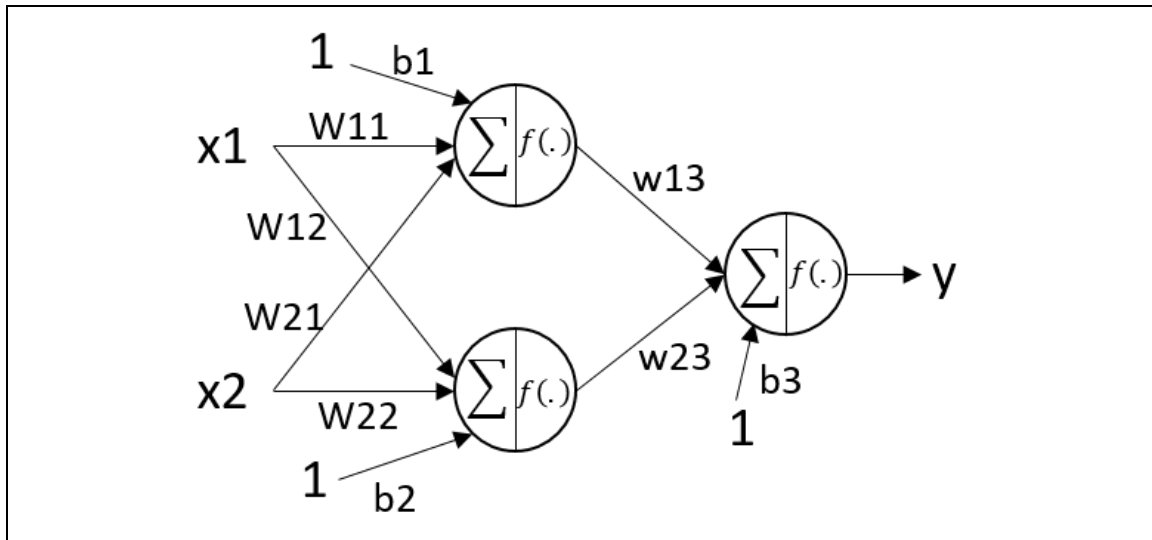 1
b1
W11
x1
∑ f(.)
w13
W12
∑ f(.)
y
W21
w23
x2
∑ f(.)
b3
W22
1
1
b2